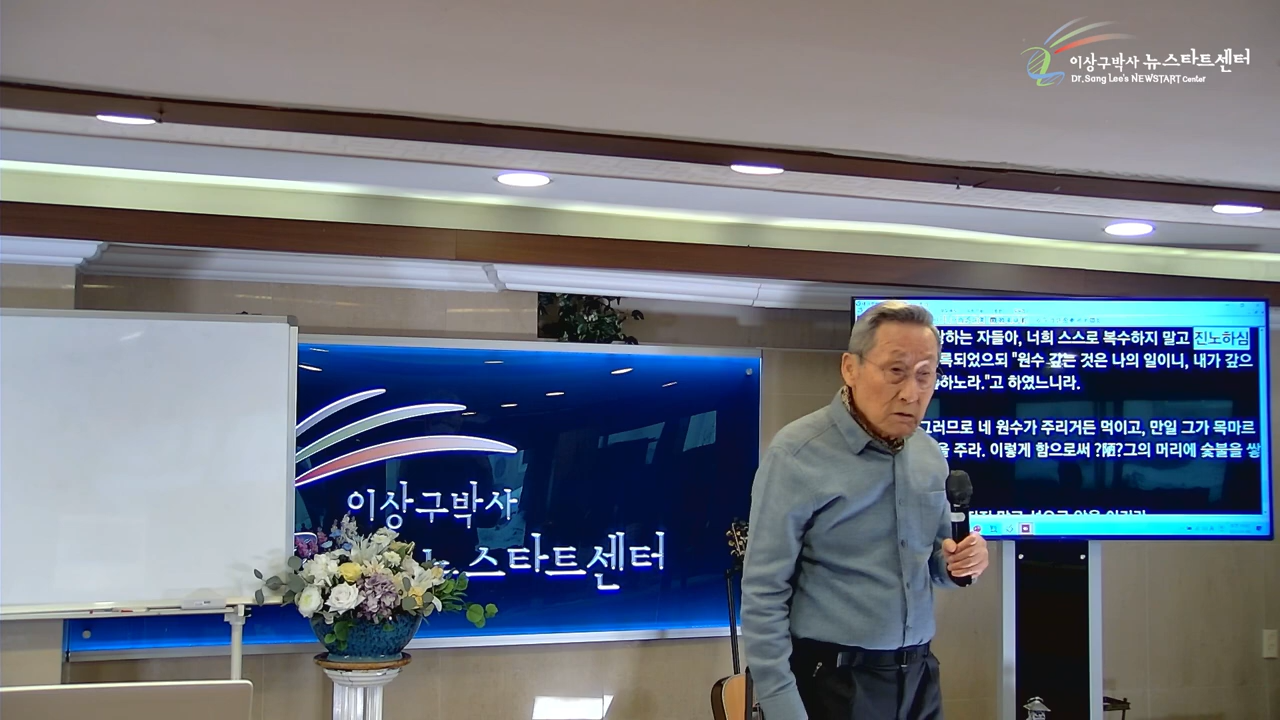 이상구박사 뉴스타트센터
Dr. Sang Lee's NEWSTART Center
하는 자들아, 너희 스스로 복수하지 말고 진노하심
록되었으되 "원수 갚는 것은 나의 일이니, 내가 갚으
하노라."고 하였느니라.
그러므로 네 원수가 주리거든 먹이고, 만일 그가 목마르
을 주라. 이렇게 함으로써 ?陋?그의 머리에 숯불을 쌓
이상구박사
뉴스타트센터